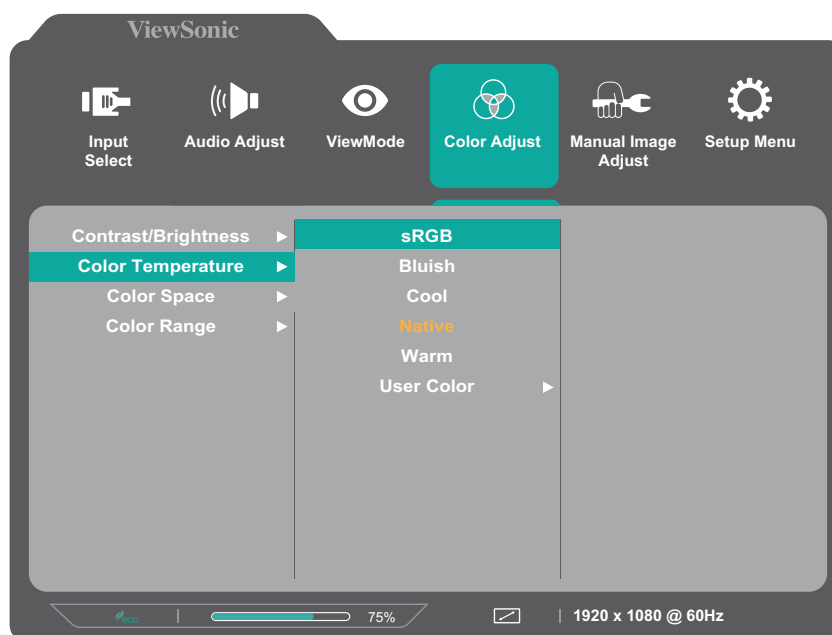 ViewSonic
Input
Select
Audio Adjust
ViewMode
Color Adjust
Manual Image
Adjust
Setup Menu
Contrast/Brightness
Color Temperature
Color Space
Color Range
sRGB
Bluish
Cool
Native
Warm
User Color
eco
75%
1920 x 1080 @ 60Hz